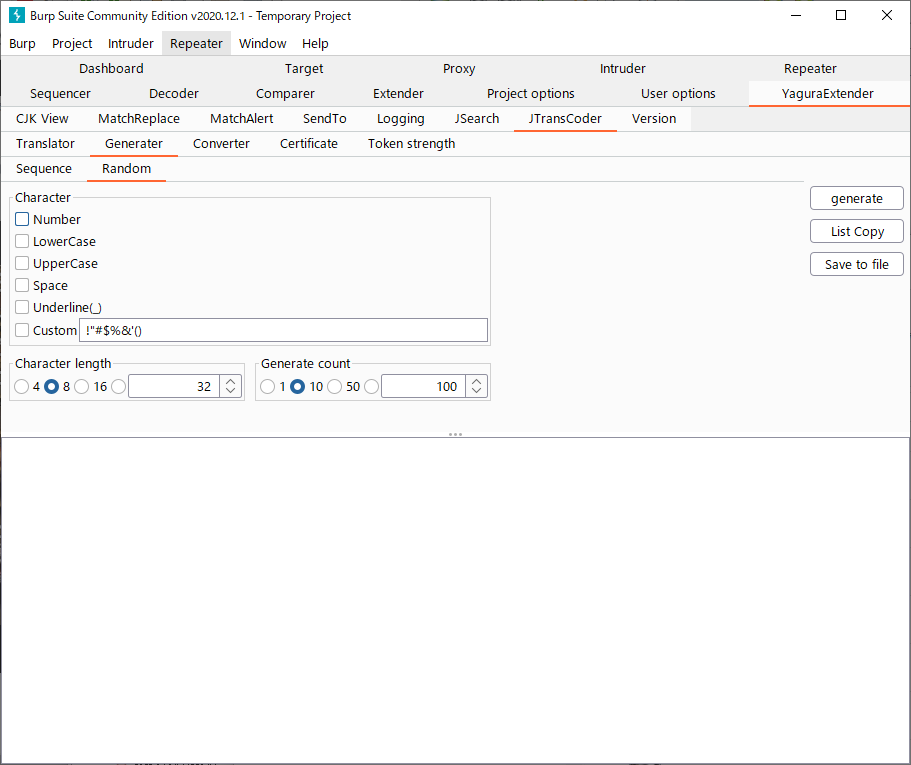 Burp Suite Community Edition v2020.12.1 - Temporary Project
Burp Project Intruder Repeater Window Help
Dashboard Target Proxy Intruder Repeater
Sequencer Decoder Comparer Extender Project options User options YaguraExtender
CJK View MatchReplace MatchAlert SendTo Logging JSearch JTransCoder Version
Translator Generater Converter Certificate Token strength
Sequence Random
Character
Number
LowerCase
UpperCase
Space
Underline(_)
Custom !"#$%&'()
Character length
4 8 16 32
Generate count
1 10 50 100
generate
List Copy
Save to file